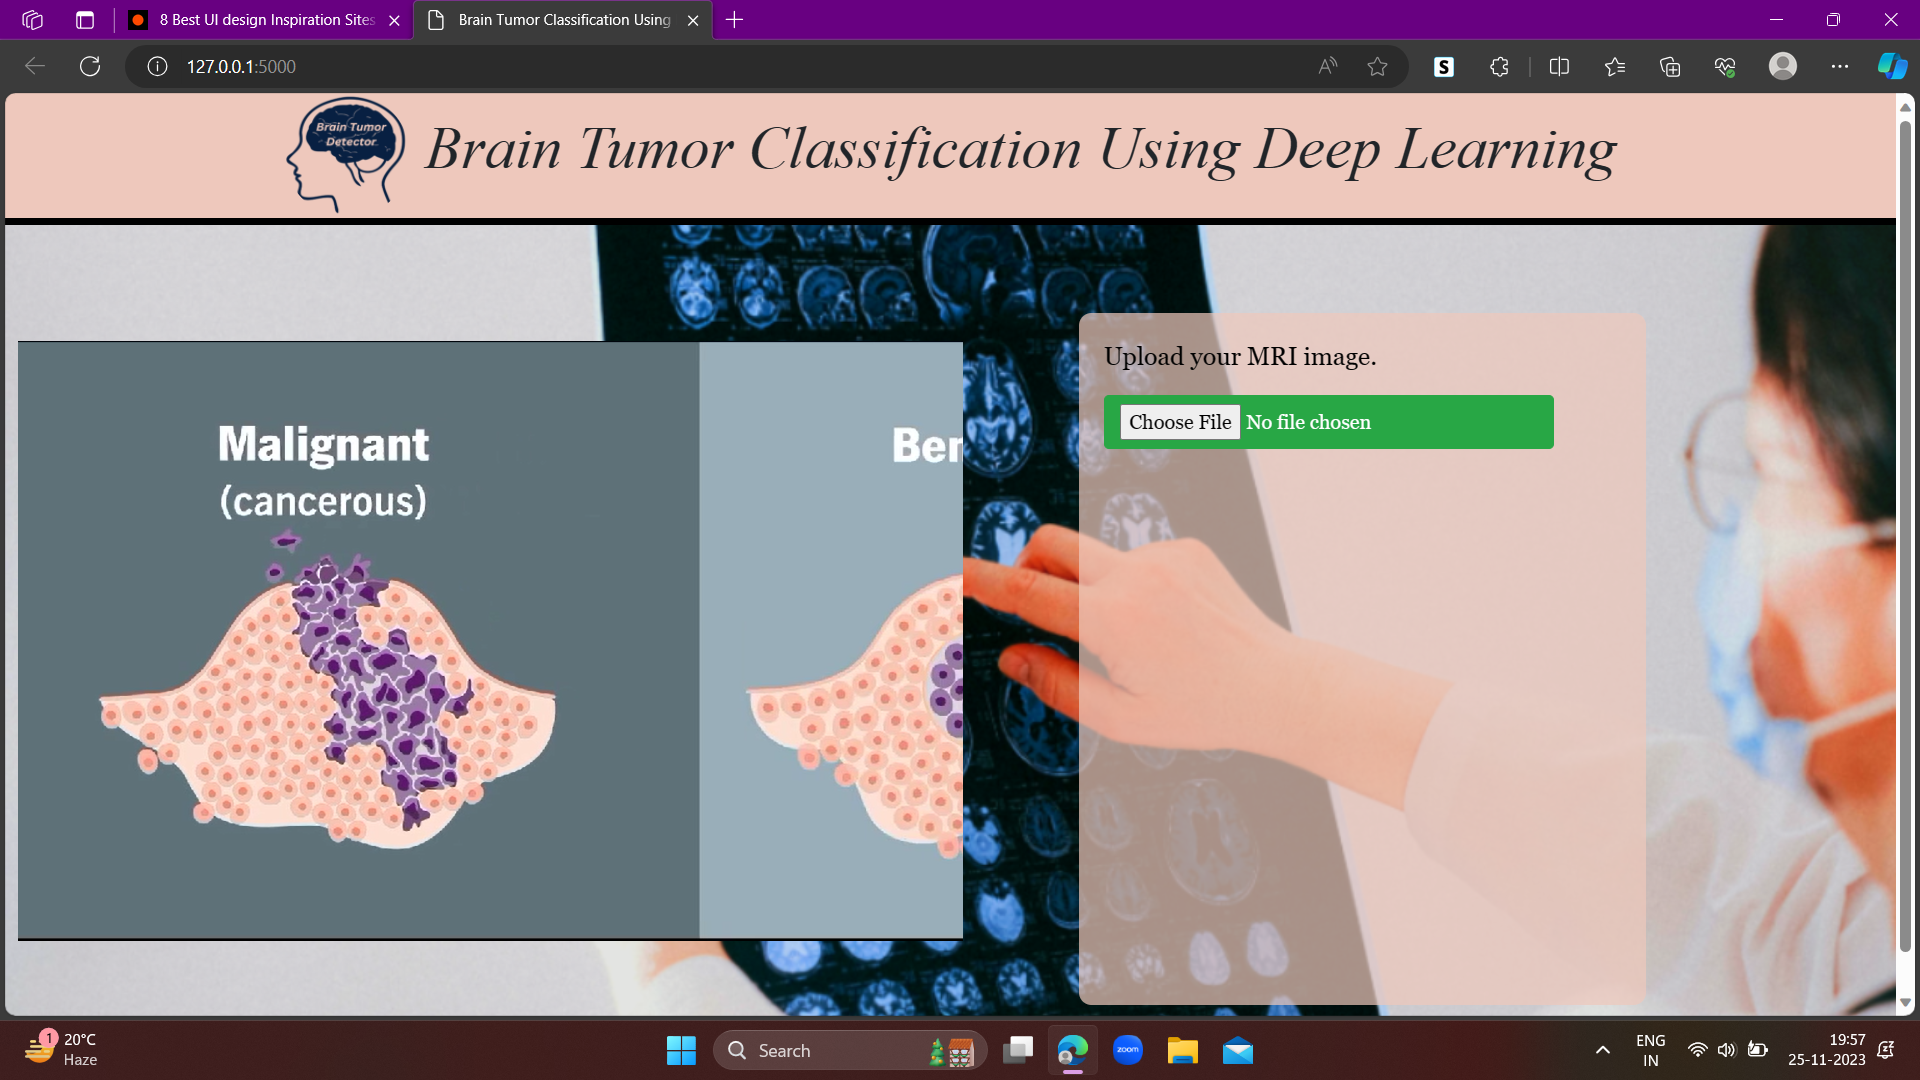 8 Best UI design Inspiration Sites
Brain Tumor Classification Using
127.0.0.1:5000
Brain Tumor
Detector
Brain Tumor Classification Using Deep Learning
Upload your MRI image.
Choose File No file chosen
Malignant
(cancerous)
Ben
1
20°C
Haze
Search
zoom
ENG
IN
19:57
25-11-2023